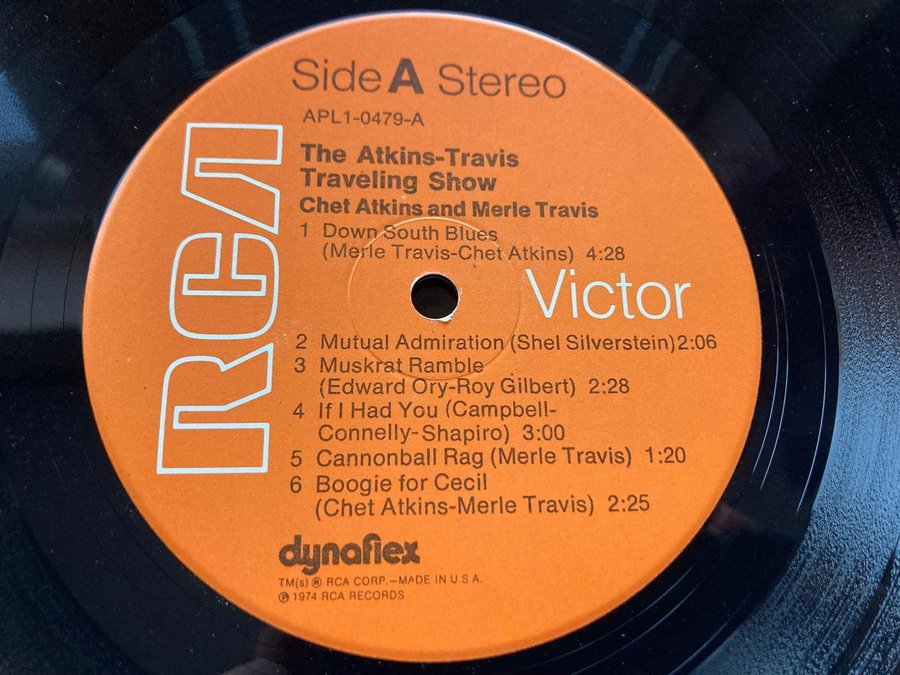 Side A Stereo
APL1-0479-A
The Atkins-Travis
Traveling Show
Chet Atkins and Merle Travis
1 Down South Blues
(Merle Travis-Chet Atkins) 4:28
RCA
Victor
2 Mutual Admiration (Shel Silverstein) 2:06
3 Muskrat Ramble
(Edward Ory-Roy Gilbert) 2:28
4 If I Had You (Campbell-
Connelly-Shapiro) 3:00
5 Cannonball Rag (Merle Travis) 1:20
6 Boogie for Cecil
(Chet Atkins-Merle Travis) 2:25
dynaflex
TM(s) ® RCA CORP.—MADE IN U.S.A.
℗ 1974 RCA RECORDS